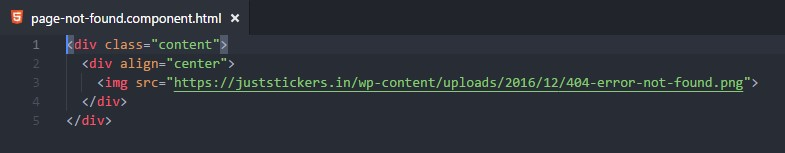 page-not-found.component.html ×
1 <div class="content">
2   <div align="center">
3     <img src="https://juststickers.in/wp-content/uploads/2016/12/404-error-not-found.png">
4   </div>
5 </div>